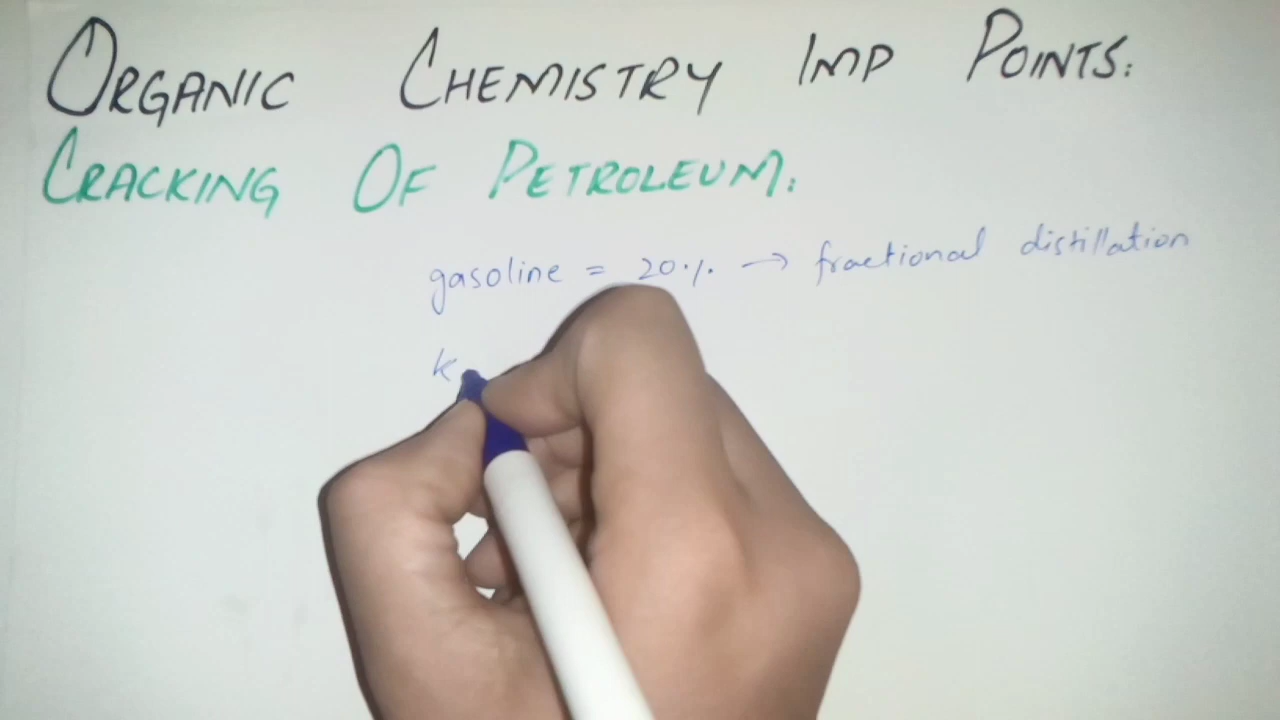 ORGANIC CHEMISTRY IMP POINTS:
CRACKING OF PETROLEUM:
gasoline = 20% → fractional distillation
k